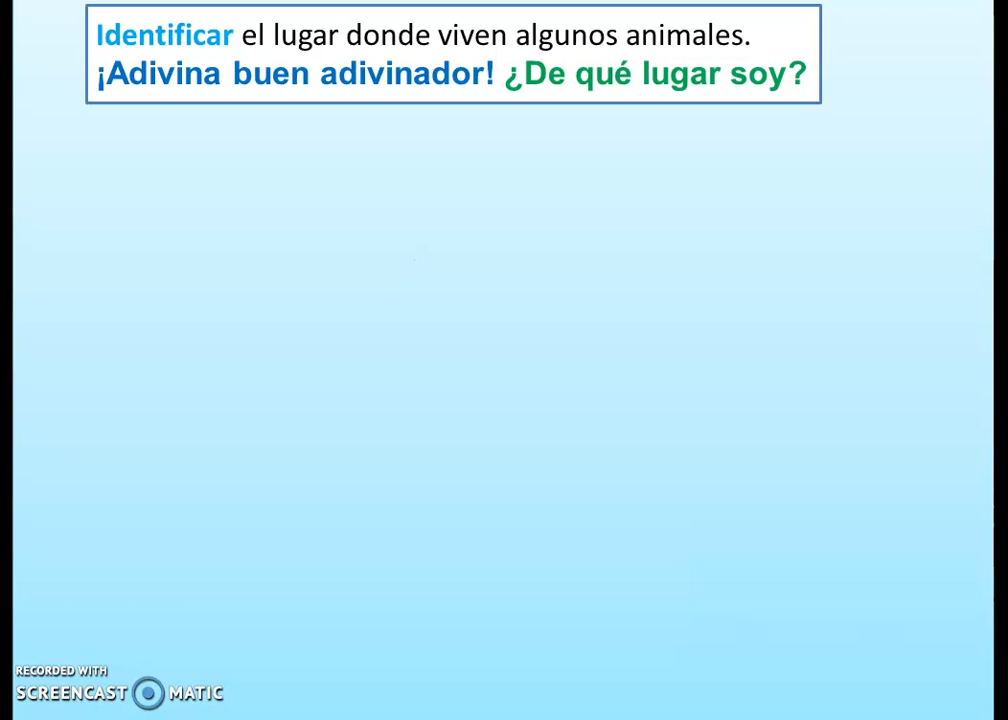 Identificar el lugar donde viven algunos animales.
¡Adivina buen adivinador! ¿De qué lugar soy?
RECORDED WITH
SCREENCAST MATIC